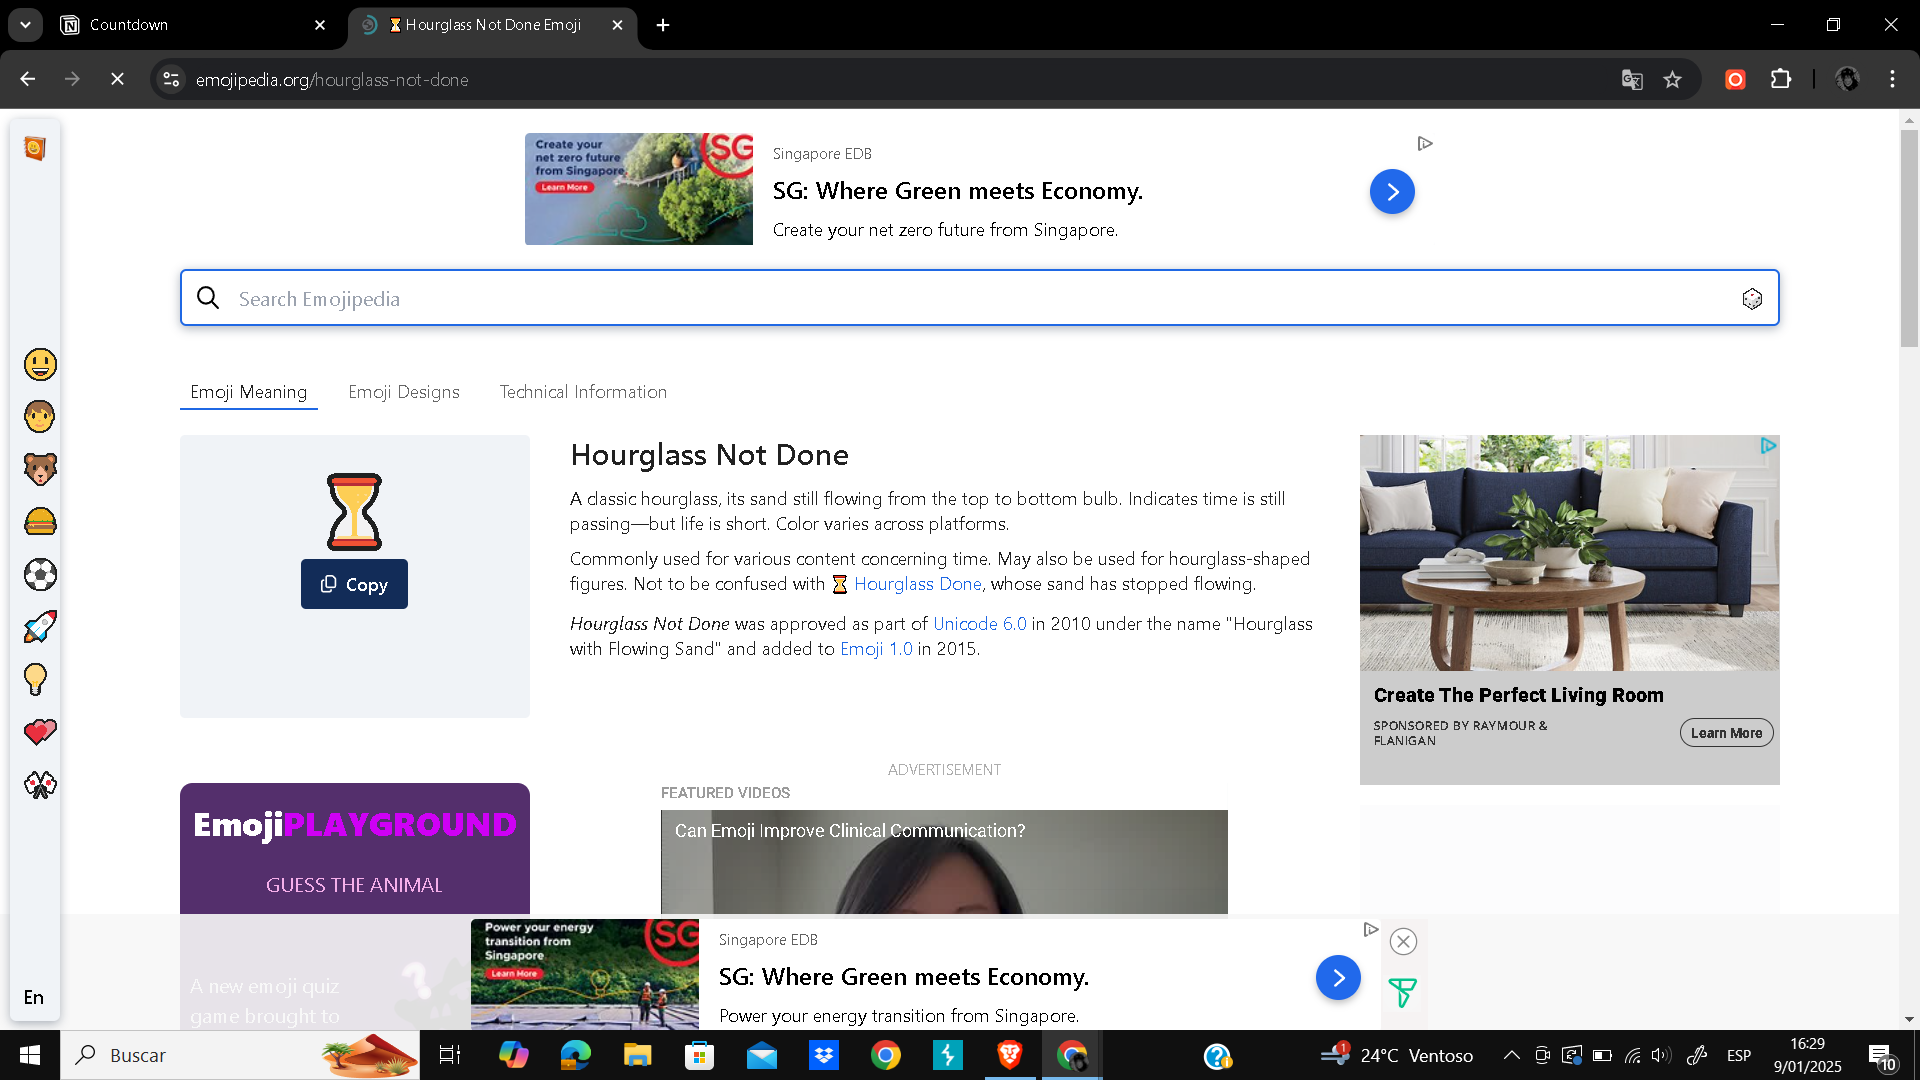 Countdown
Hourglass Not Done Emoji
emojipedia.org/hourglass-not-done
Create your
net zero future
from Singapore.
Learn More
SG
Singapore EDB
SG: Where Green meets Economy.
Create your net zero future from Singapore.
Search Emojipedia
Emoji Meaning
Emoji Designs
Technical Information
Copy
Hourglass Not Done
A classic hourglass, its sand still flowing from the top to bottom bulb. Indicates time is still
passing—but life is short. Color varies across platforms.
Commonly used for various content concerning time. May also be used for hourglass-shaped
figures. Not to be confused with ⌛ Hourglass Done, whose sand has stopped flowing.
Hourglass Not Done was approved as part of Unicode 6.0 in 2010 under the name "Hourglass
with Flowing Sand" and added to Emoji 1.0 in 2015.
Create The Perfect Living Room
SPONSORED BY RAYMOUR &
FLANIGAN
Learn More
ADVERTISEMENT
FEATURED VIDEOS
Can Emoji Improve Clinical Communication?
EmojiPLAYGROUND
GUESS THE ANIMAL
A new emoji quiz
game brought to
Power your energy
transition from
Singapore
Learn More
SG
Singapore EDB
SG: Where Green meets Economy.
Power your energy transition from Singapore.
En
Buscar
1
24°C Ventoso
ESP
16:29
9/01/2025
10